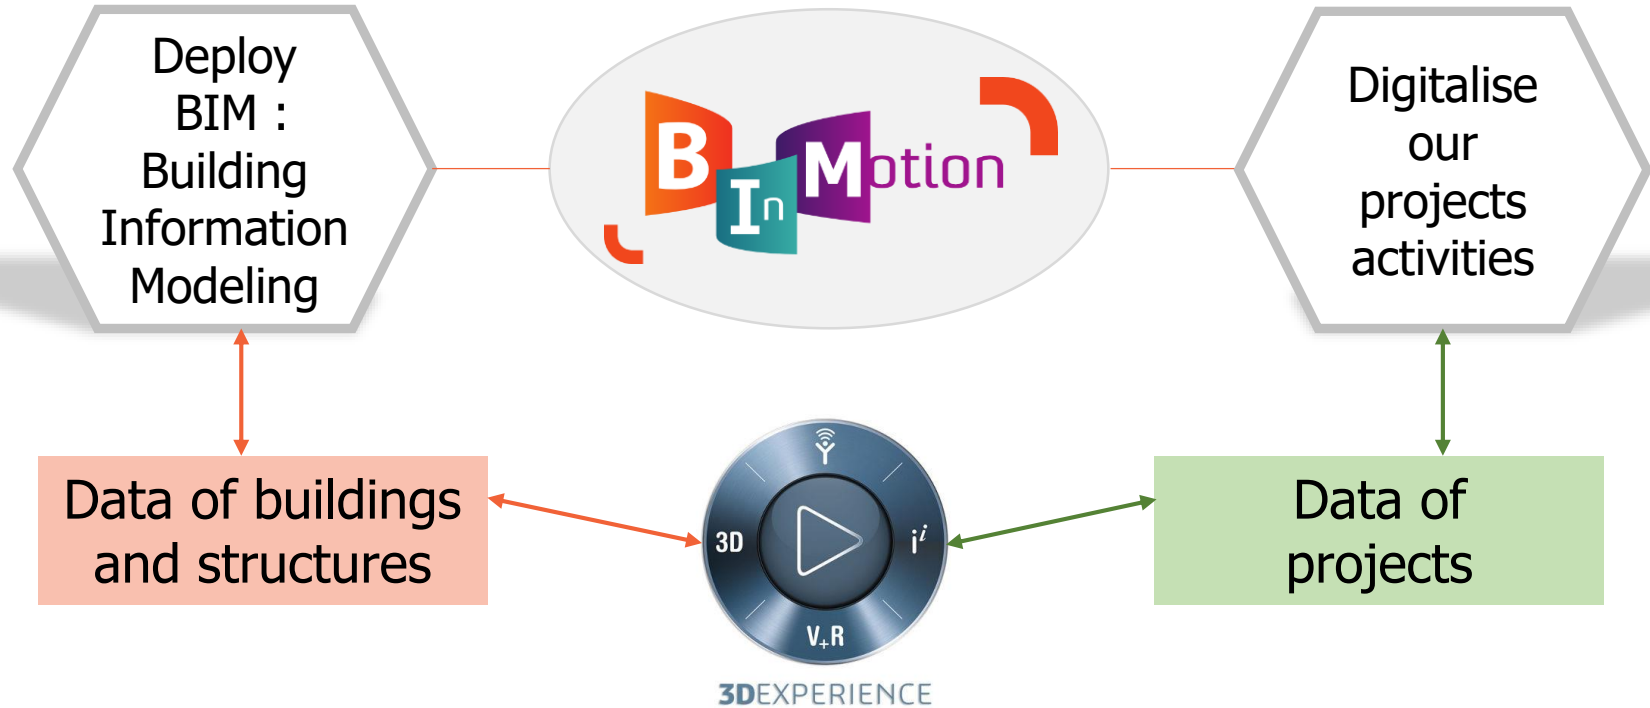 Deploy
BIM :
Building
Information
Modeling
B In Motion
Digitalise
our
projects
activities
Data of buildings
and structures
3D
i i
V+R
3DEXPERIENCE
Data of
projects